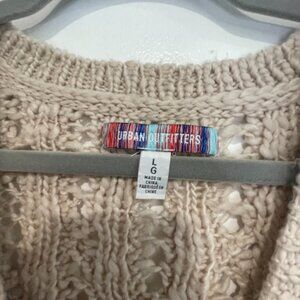 URBAN OUTFITTERS
L
G
MADE IN
CHINA
FABRIQUÉ EN
CHINE